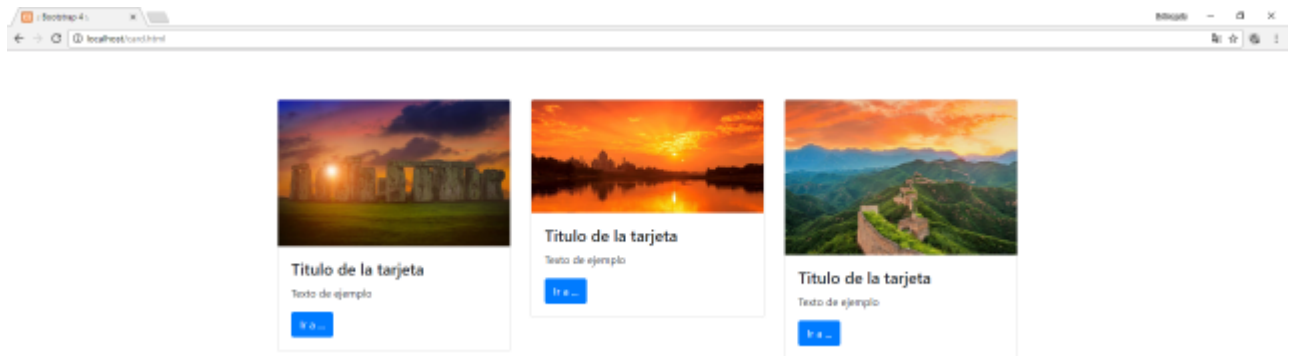 : Bootstrap 4 :.
localhost/card.html
Titulo de la tarjeta
Texto de ejemplo
Ir a ...
Titulo de la tarjeta
Texto de ejemplo
Ir a ...
Titulo de la tarjeta
Texto de ejemplo
Ir a ...